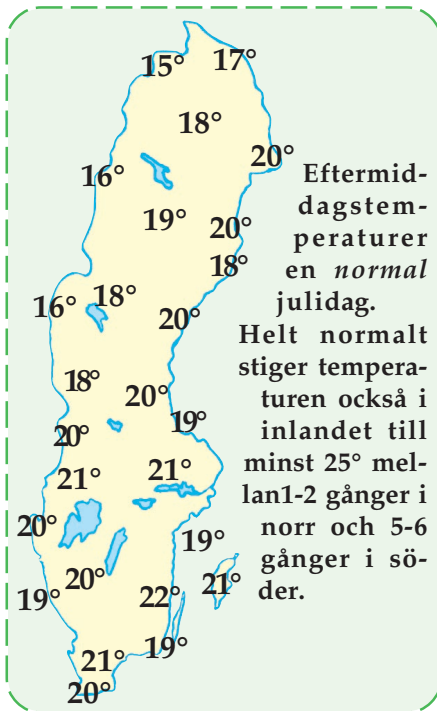 15° 17°
18°
20°
16°
19°
20°
18°
16° 18°
20°
18°
20°
19°
20°
21° 21°
20°
19°
20°
21°
19° 22°
19°
21°
20°
Eftermid-
dagstem-
peraturer
en normal
julidag.
Helt normalt
stiger tempera-
turen också i
inlandet till
minst 25° mel-
lan1-2 gånger i
norr och 5-6
gånger i sö-
der.